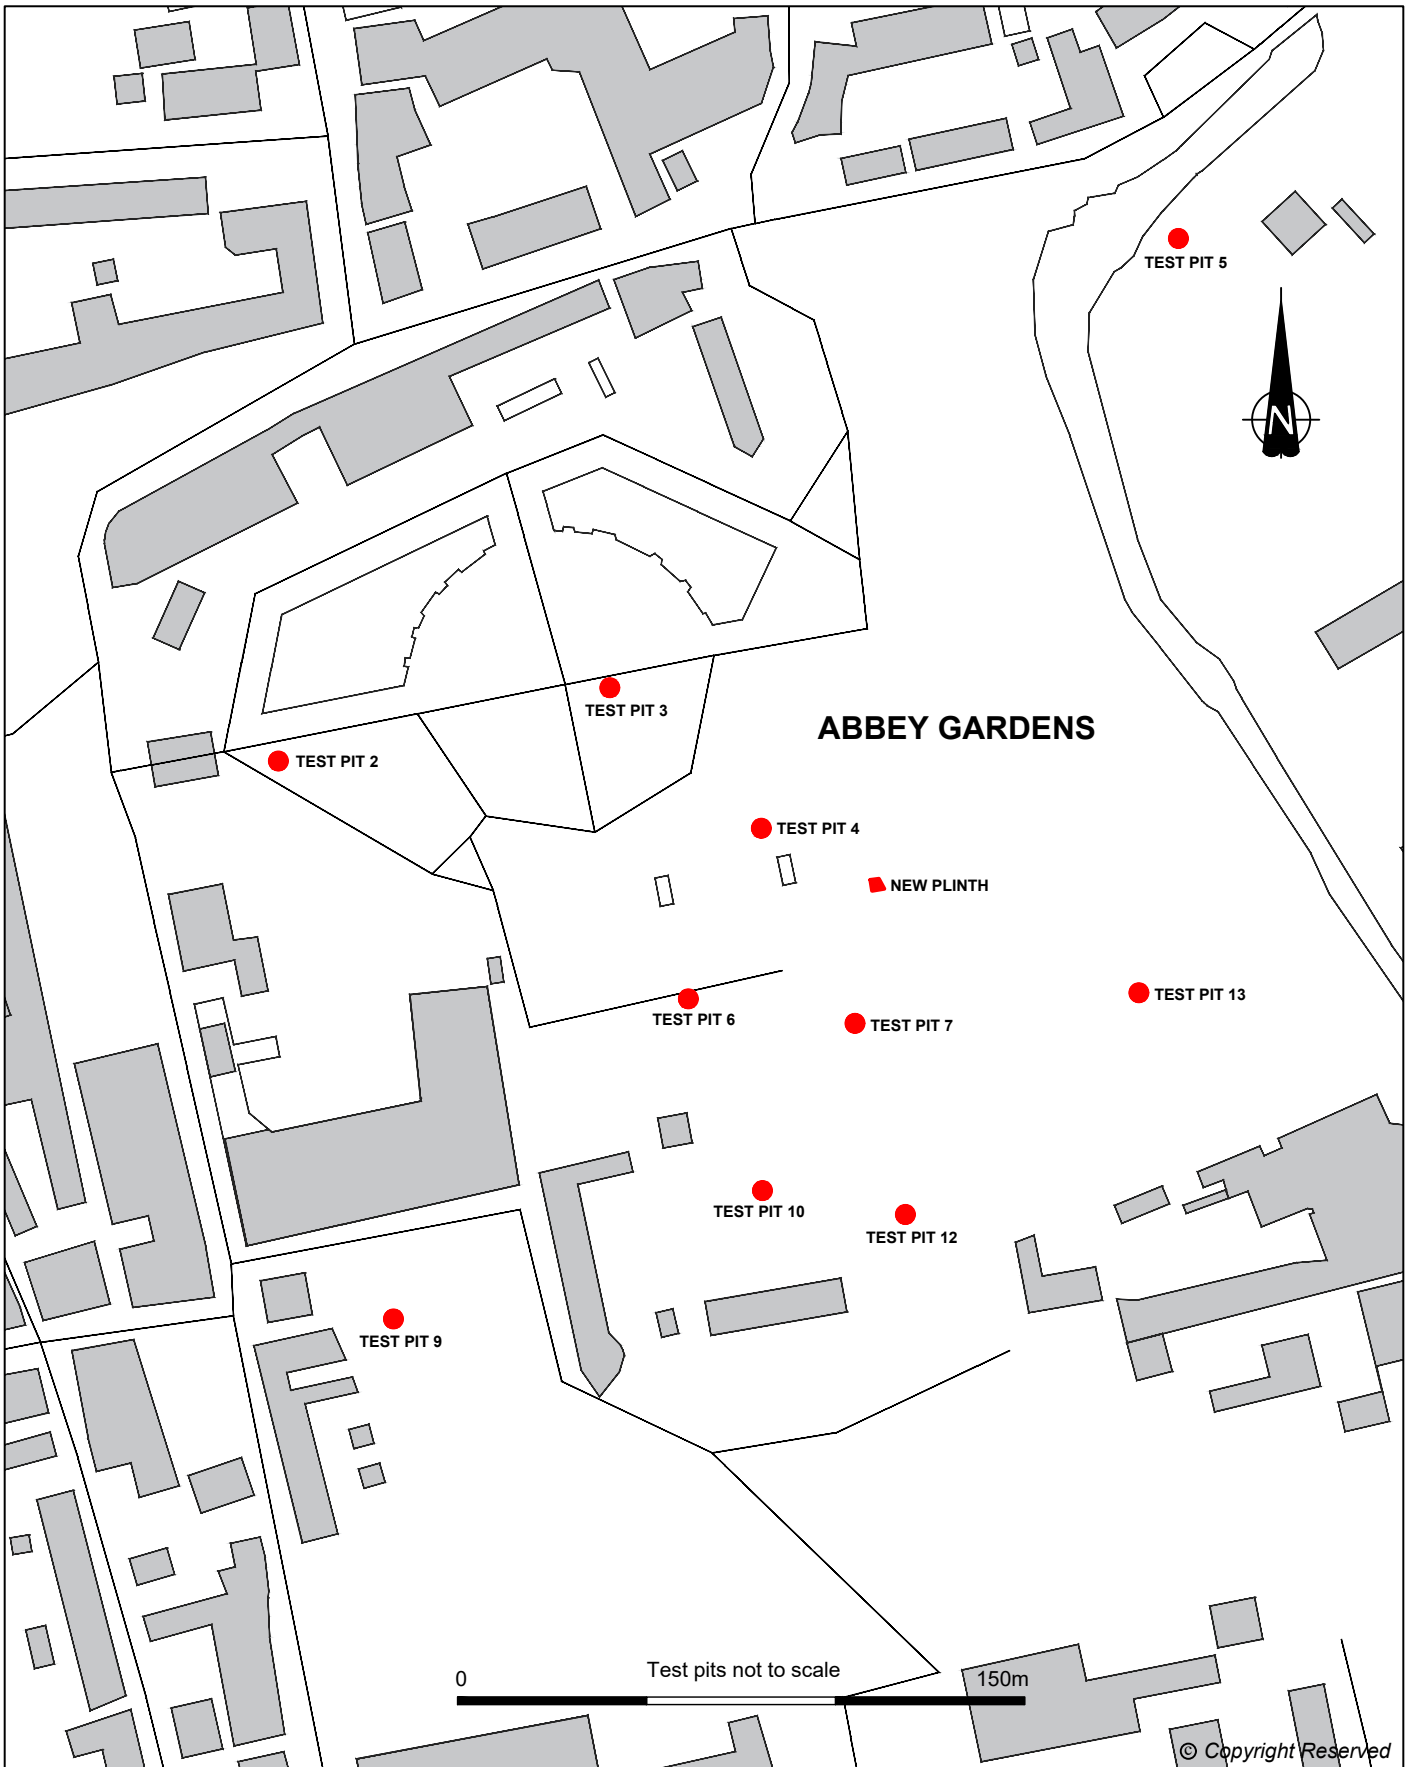 TEST PIT 5
N
TEST PIT 3
ABBEY GARDENS
TEST PIT 2
TEST PIT 4
NEW PLINTH
TEST PIT 13
TEST PIT 6
TEST PIT 7
TEST PIT 10
TEST PIT 12
TEST PIT 9
0 Test pits not to scale 150m
© Copyright Reserved